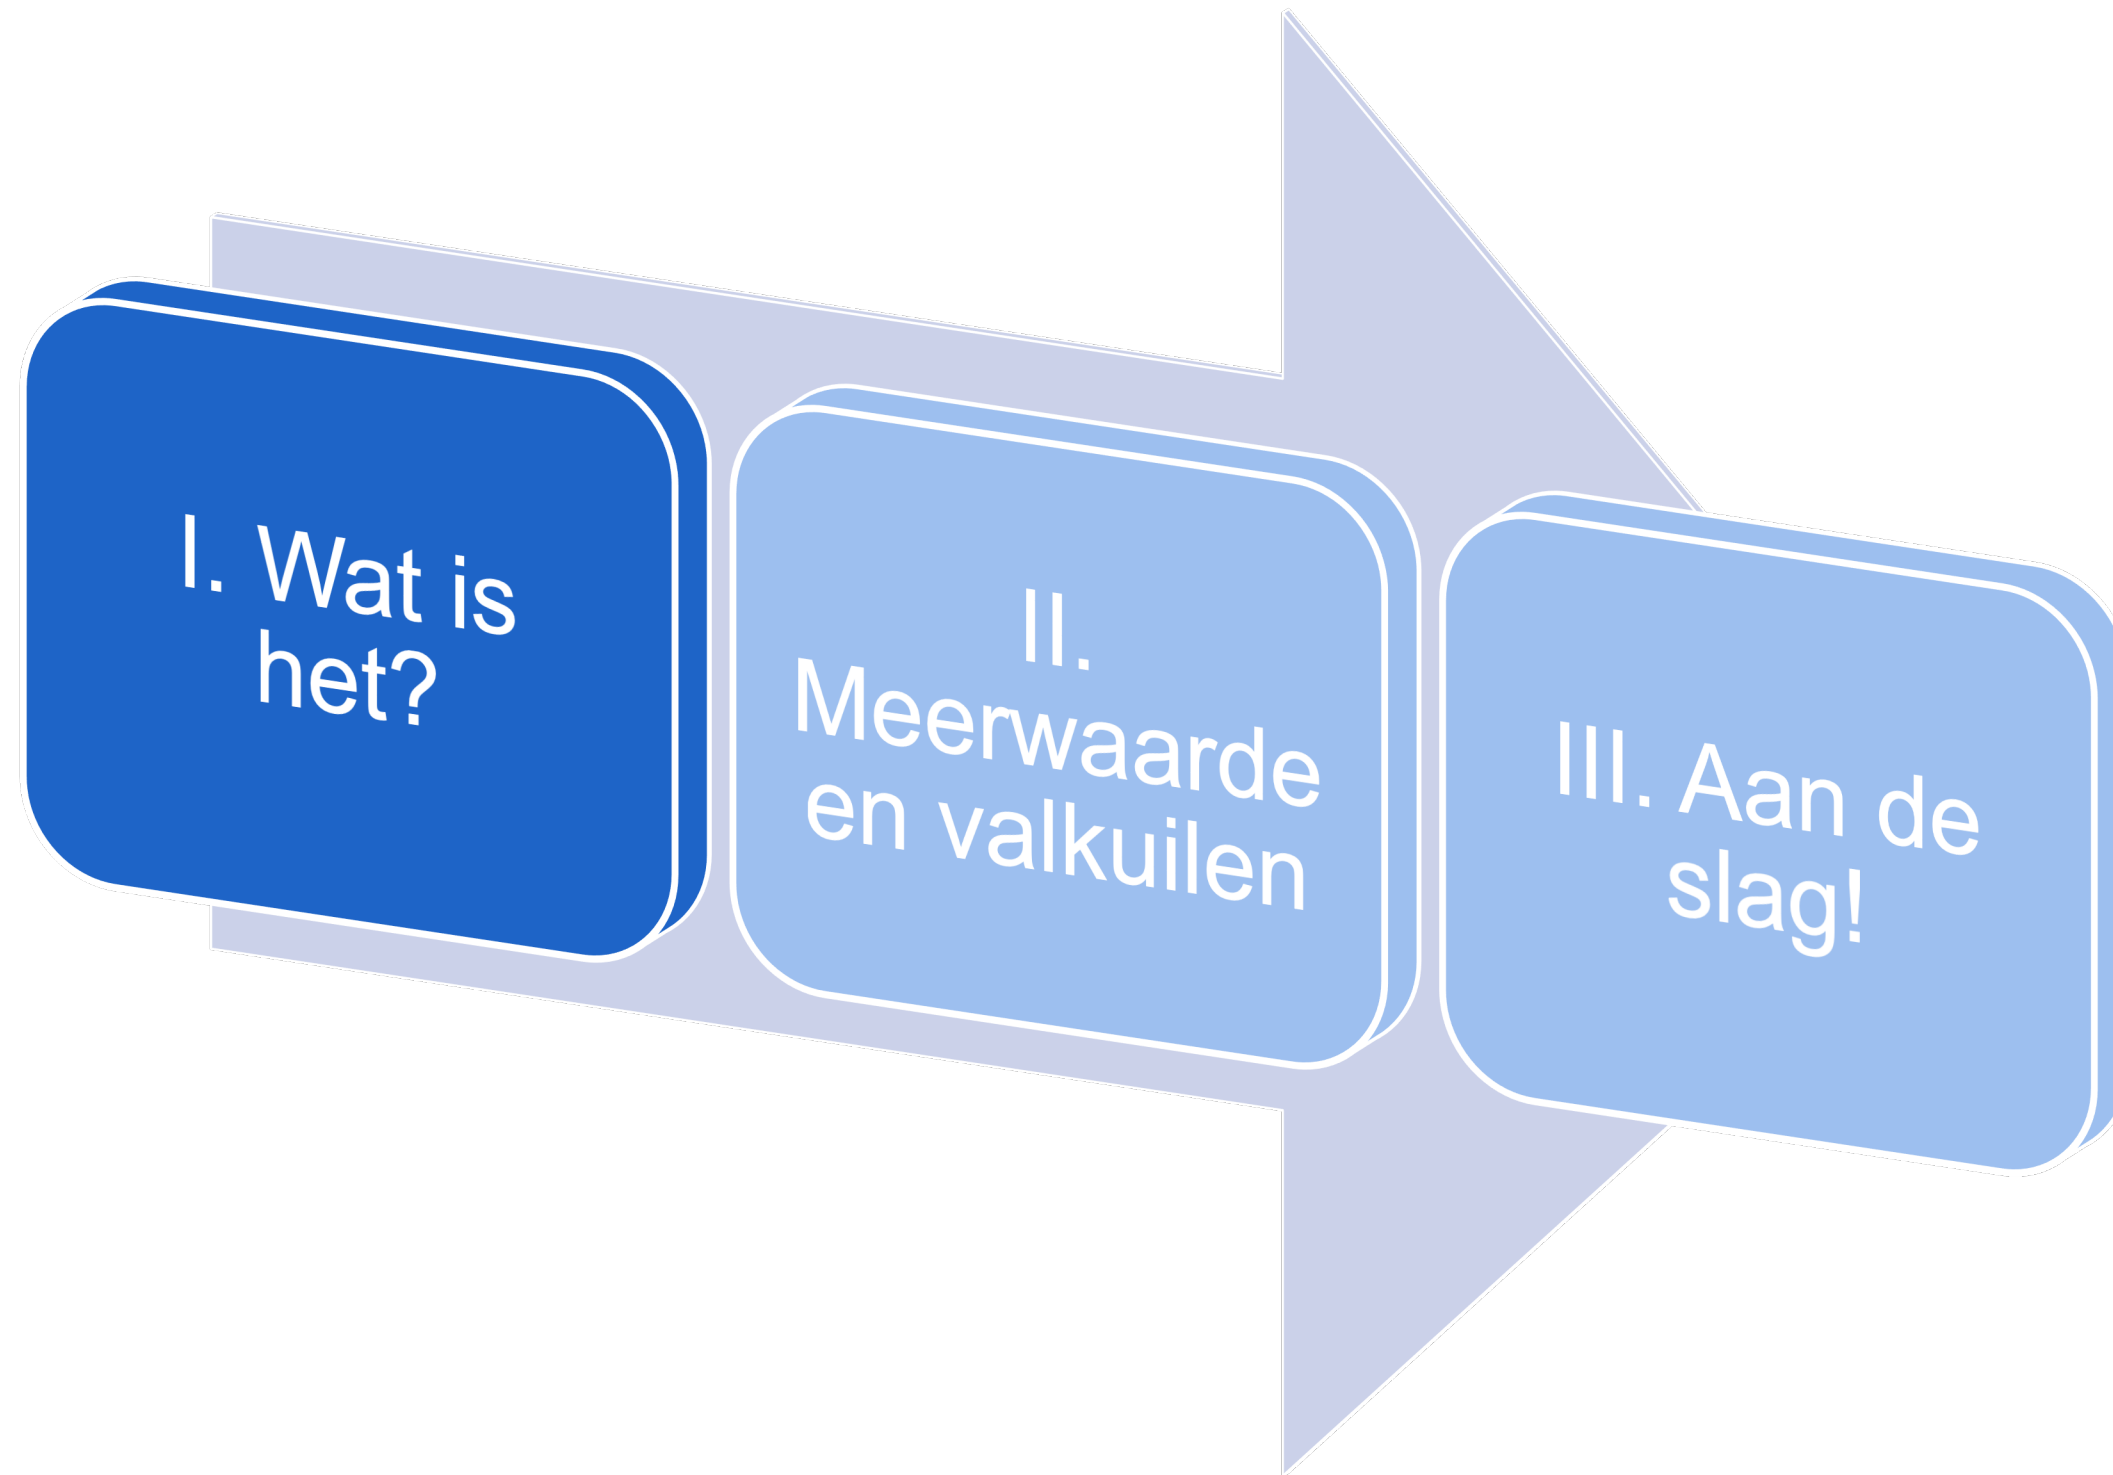 I. Wat is
het?
II.
Meerwaarde
en valkuilen
III. Aan de
slag!